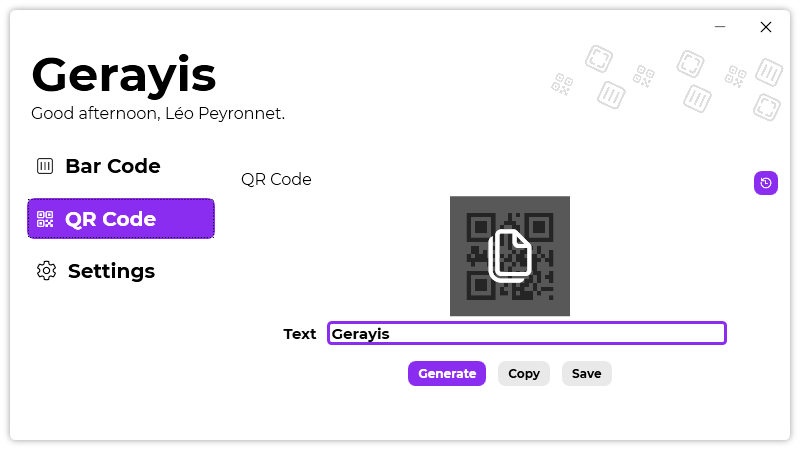 Gerayis
Good afternoon, Léo Peyronnet.
Bar Code
QR Code
Settings
QR Code
Text
Gerayis
Generate
Copy
Save